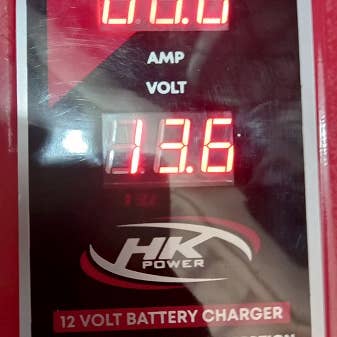 AMP
VOLT
13.6
HK
POWER
12 VOLT BATTERY CHARGER